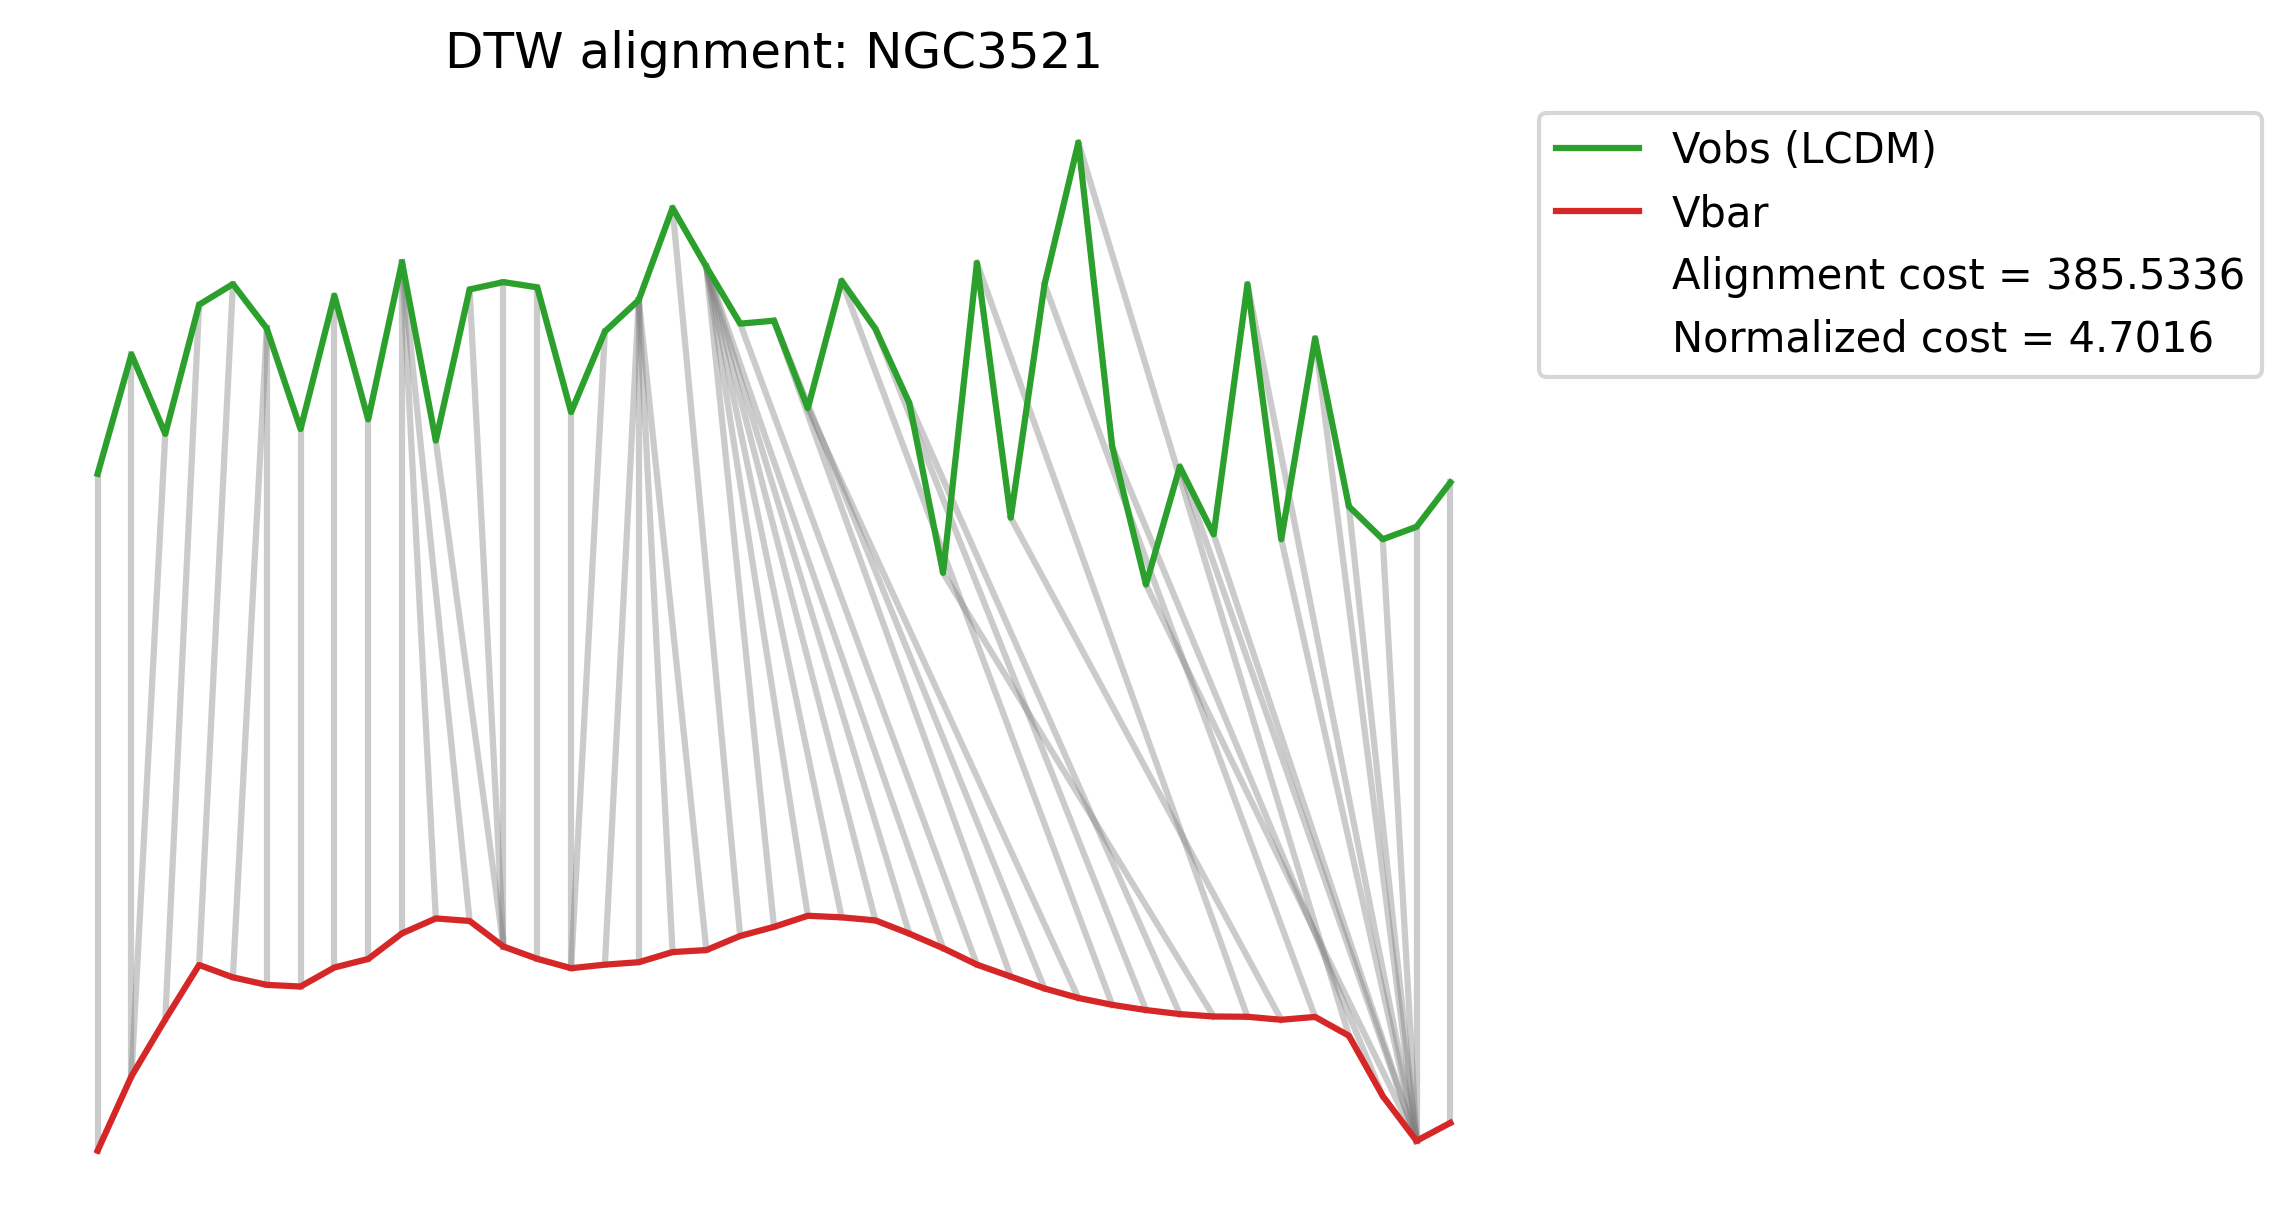 DTW alignment: NGC3521
Vobs (LCDM)
Vbar
Alignment cost = 385.5336
Normalized cost = 4.7016